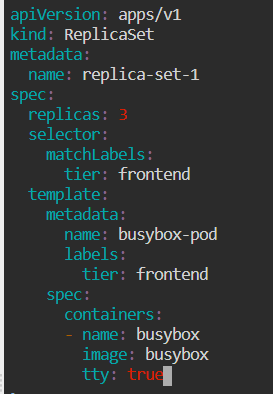 apiVersion: apps/v1
kind: ReplicaSet
metadata:
  name: replica-set-1
spec:
  replicas: 3
  selector:
    matchLabels:
      tier: frontend
  template:
    metadata:
      name: busybox-pod
      labels:
        tier: frontend
    spec:
      containers:
      - name: busybox
        image: busybox
        tty: true